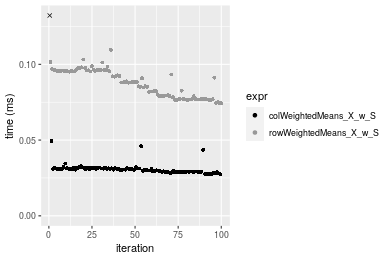 time (ms)
0.10
0.05
0.00
0
25
50
75
100
iteration
expr
colWeightedMeans_X_w_S
rowWeightedMeans_X_w_S